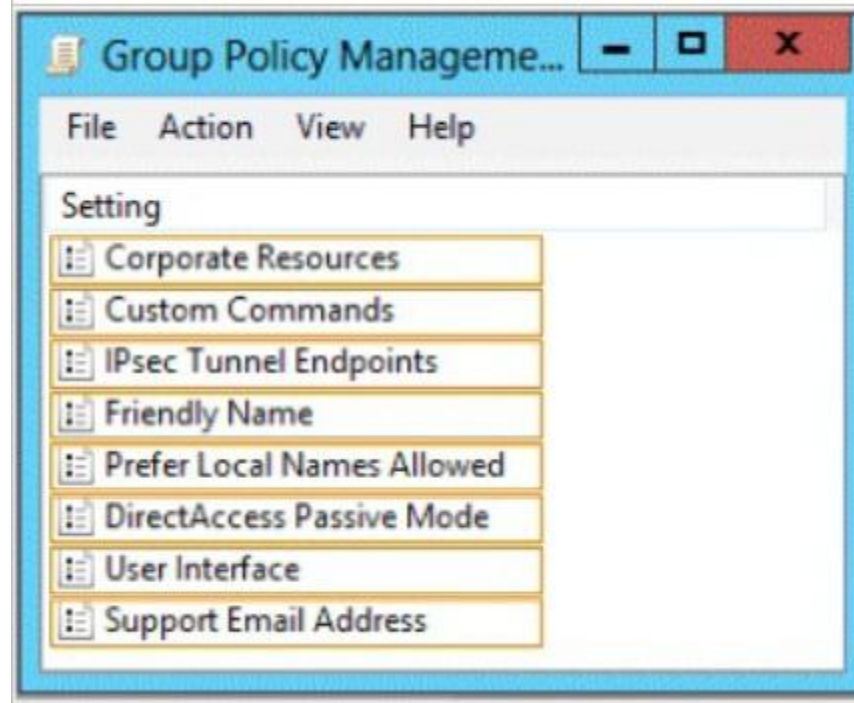 Group Policy Manageme...
File Action View Help
Setting
Corporate Resources
Custom Commands
IPsec Tunnel Endpoints
Friendly Name
Prefer Local Names Allowed
DirectAccess Passive Mode
User Interface
Support Email Address